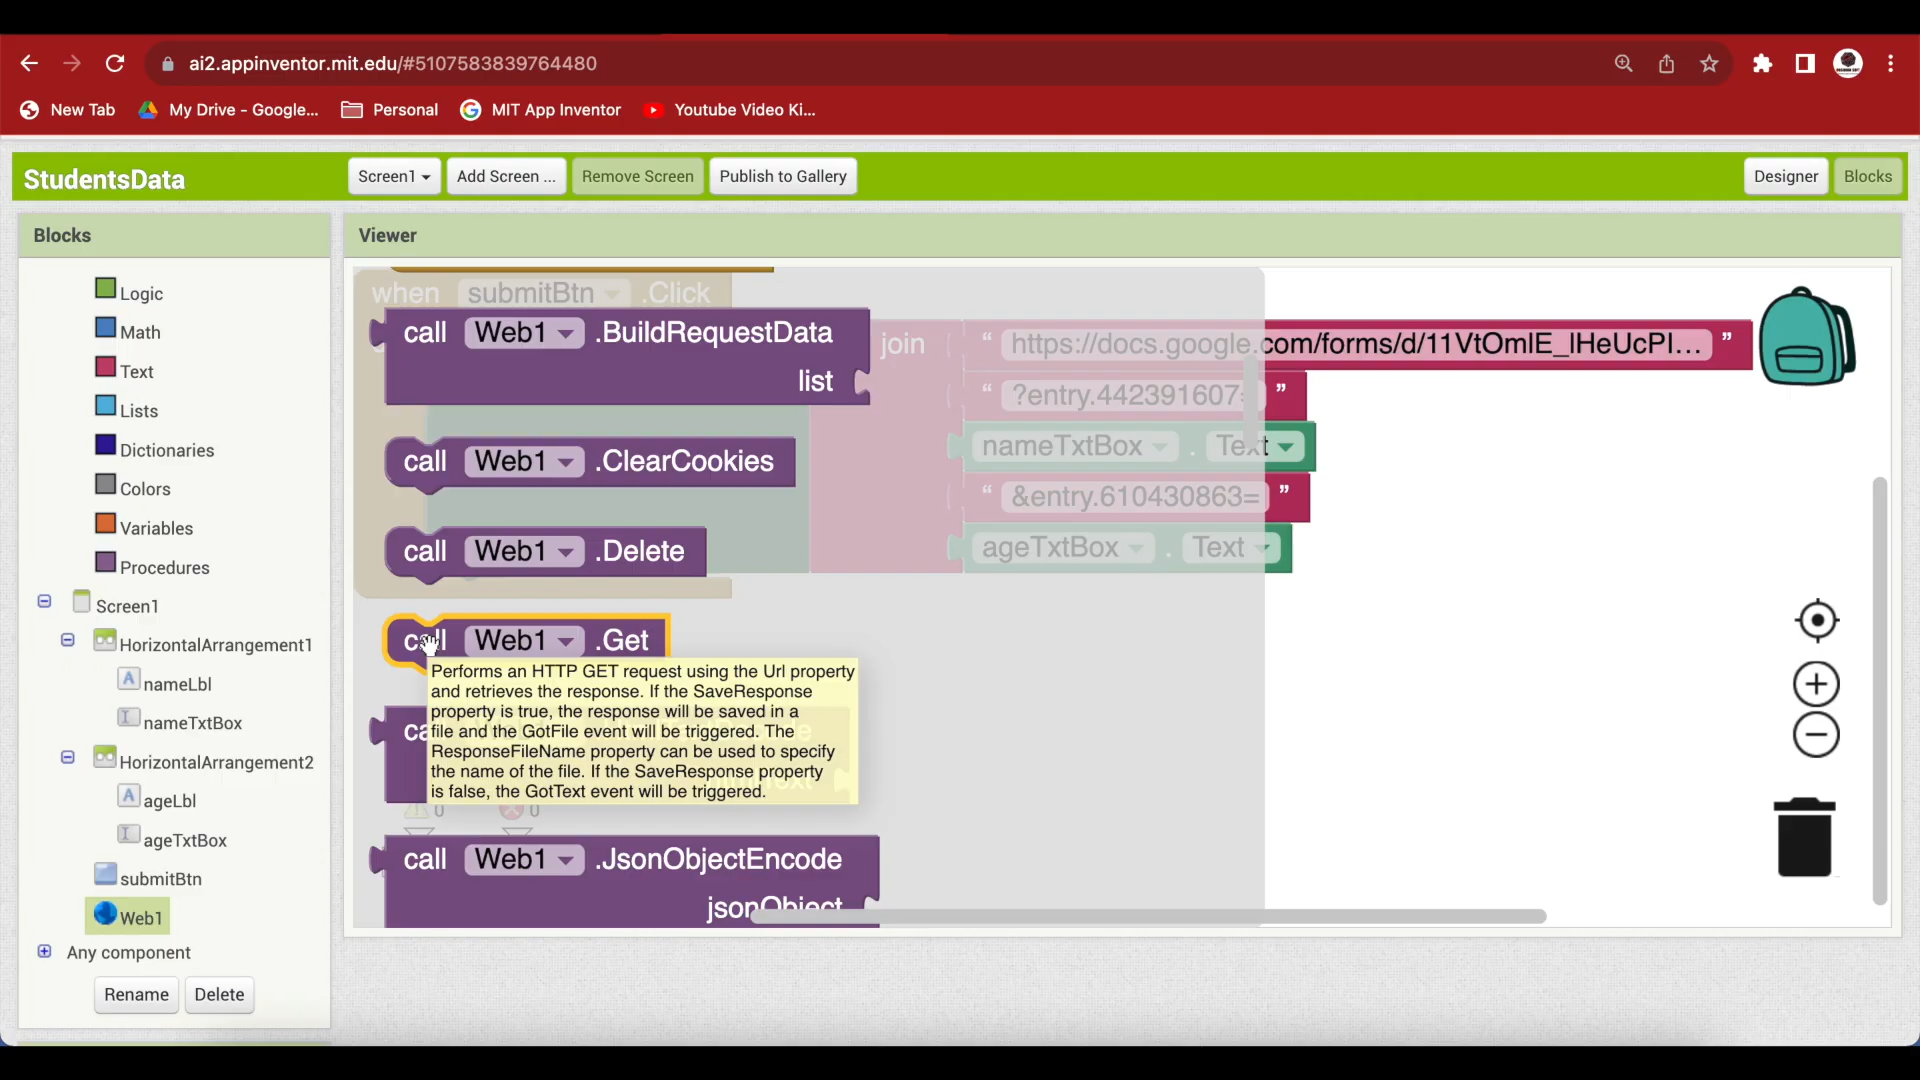 ai2.appinventor.mit.edu/#5107583839764480
New Tab
My Drive - Google...
Personal
MIT App Inventor
Youtube Video Ki...
StudentsData
Screen1
Add Screen ...
Remove Screen
Publish to Gallery
Designer
Blocks
Blocks
Logic
Math
Text
Lists
Dictionaries
Colors
Variables
Procedures
Screen1
HorizontalArrangement1
nameLbl
nameTxtBox
HorizontalArrangement2
ageLbl
ageTxtBox
submitBtn
Web1
Any component
Rename
Delete
Viewer
when submitBtn .Click
call Web1 .BuildRequestData
list
join
“ https://docs.google.com/forms/d/11VtOmlE_lHeUcPl... ”
“ ?entry.442391607= ”
nameTxtBox . Text
“ &entry.610430863= ”
ageTxtBox . Text
call Web1 .ClearCookies
call Web1 .Delete
call Web1 .Get
Performs an HTTP GET request using the Url property
and retrieves the response. If the SaveResponse
property is true, the response will be saved in a
file and the GotFile event will be triggered. The
ResponseFileName property can be used to specify
the name of the file. If the SaveResponse property
is false, the GotText event will be triggered.
0
0
call Web1 .JsonObjectEncode
jsonObject